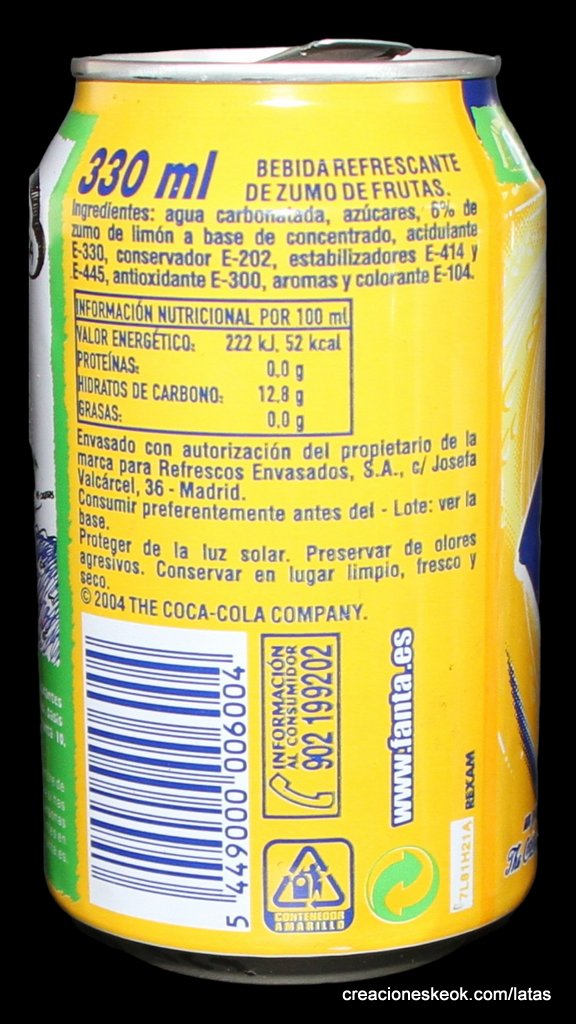 330 ml
BEBIDA REFRESCANTE
DE ZUMO DE FRUTAS.
Ingredientes: agua carbonatada, azúcares, 6% de
zumo de limón a base de concentrado, acidulante
E-330, conservador E-202, estabilizadores E-414 y
E-445, antioxidante E-300, aromas y colorante E-104.
INFORMACIÓN NUTRICIONAL POR 100 ml
VALOR ENERGÉTICO: 222 kJ, 52 kcal
PROTEÍNAS: 0,0 g
HIDRATOS DE CARBONO: 12,8 g
GRASAS: 0,0 g
Envasado con autorización del propietario de la
marca para Refrescos Envasados, S.A., c/ Josefa
Valcárcel, 36 - Madrid.
Consumir preferentemente antes del - Lote: ver la
base.
Proteger de la luz solar. Preservar de olores
agresivos. Conservar en lugar limpio, fresco y
seco.
© 2004 THE COCA-COLA COMPANY.
5 449000 006004
INFORMACIÓN
AL CONSUMIDOR
902 199202
www.fanta.es
CONTENEDOR
AMARILLO
7L81H21A REXAM
The
creacioneskeok.com/latas